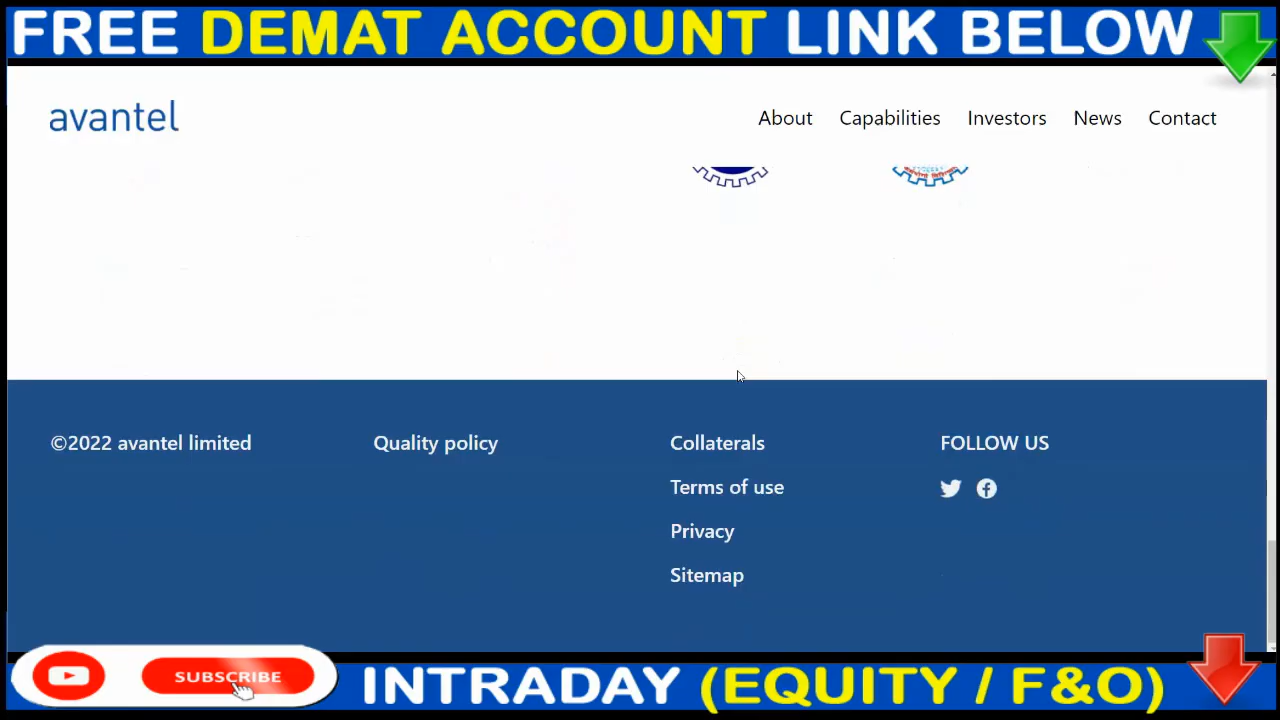 FREE DEMAT ACCOUNT LINK BELOW
avantel
About Capabilities Investors News Contact
©2022 avantel limited
Quality policy
Collaterals
Terms of use
Privacy
Sitemap
FOLLOW US
SUBSCRIBE
INTRADAY (EQUITY / F&O)